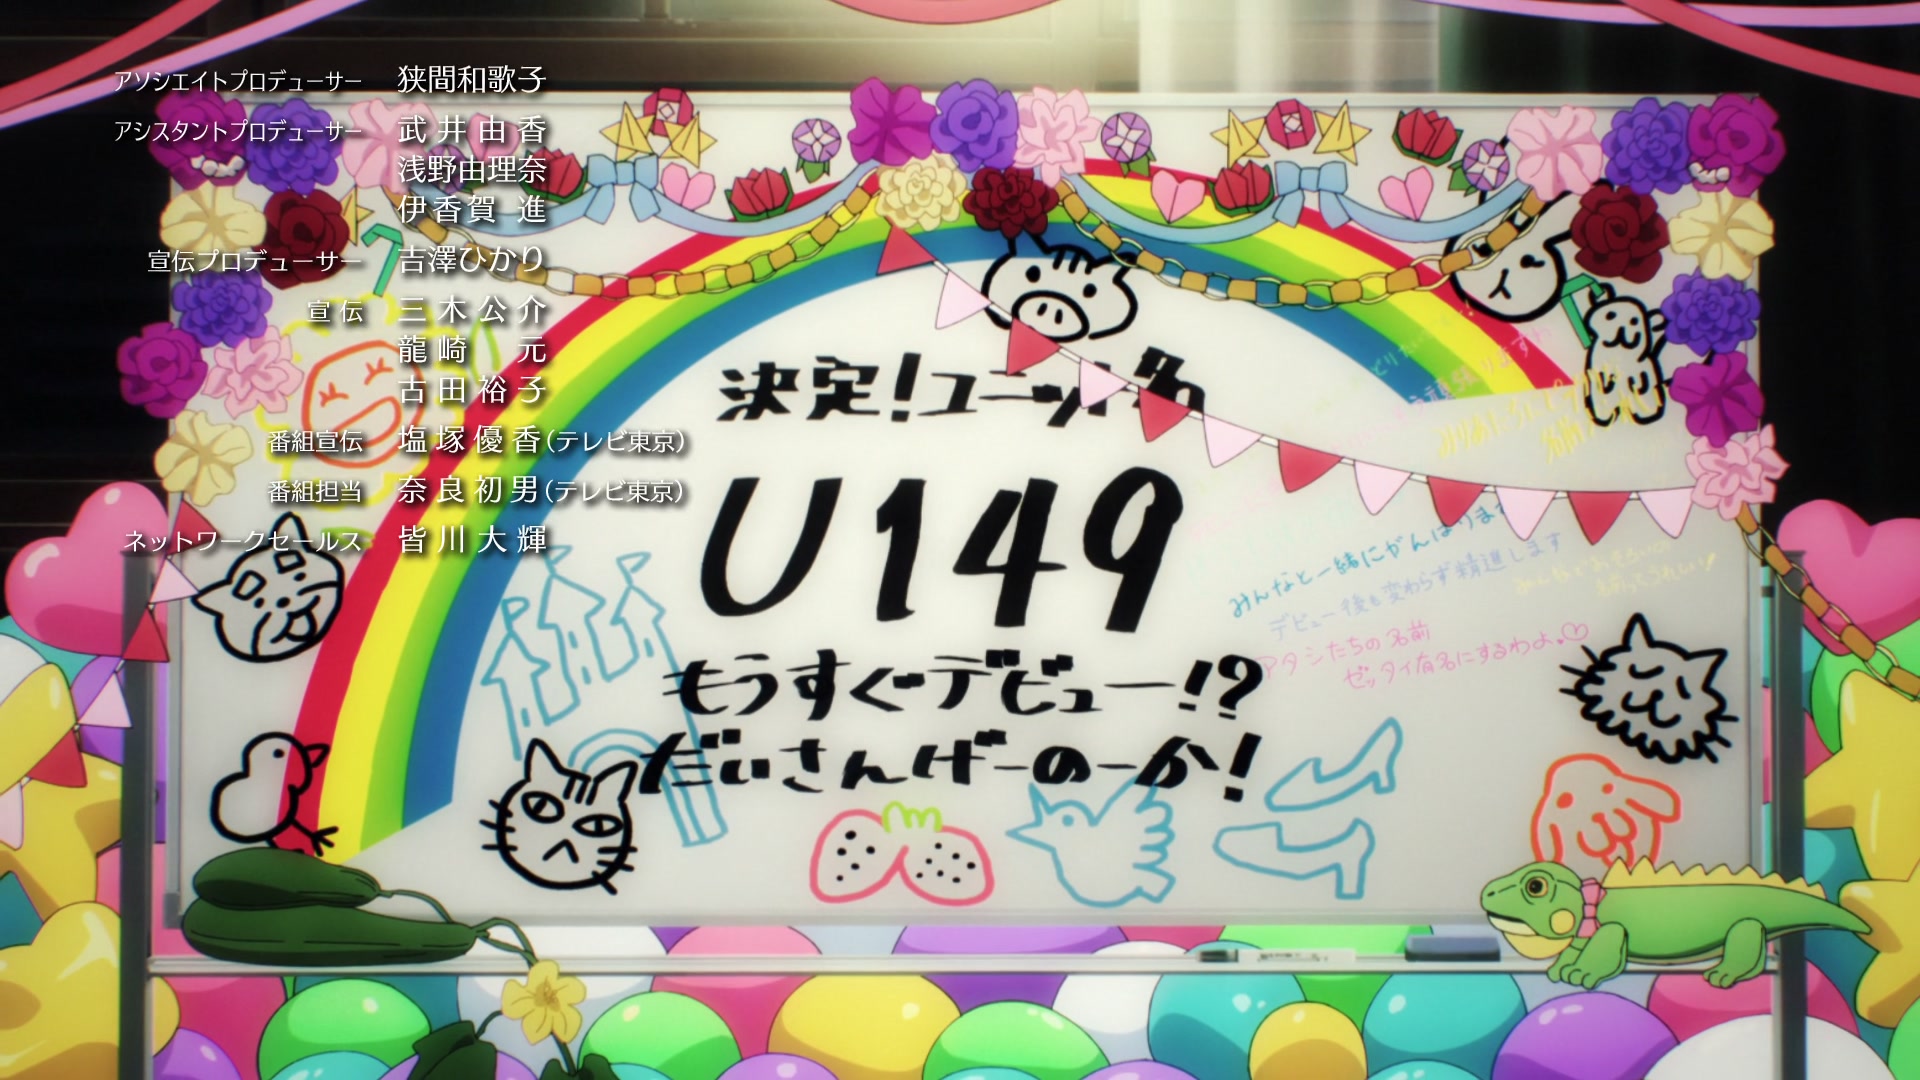 アソシエイトプロデューサー 狭間和歌子
アシスタントプロデューサー 武井由香
浅野由理奈
伊香賀 進
宣伝プロデューサー 吉澤ひかり
宣伝 三木公介
龍崎 元
古田裕子
番組宣伝 塩塚優香(テレビ東京)
番組担当 奈良初男(テレビ東京)
ネットワークセールス 皆川大輝
決定!ユニット名
U149
もうすぐデビュー!?
だいさんげーのーか!
みんなと一緒にがんばります
デビュー後も変わらず精進します
アタシたちの名前
ゼッタイ有名にするわよ♡